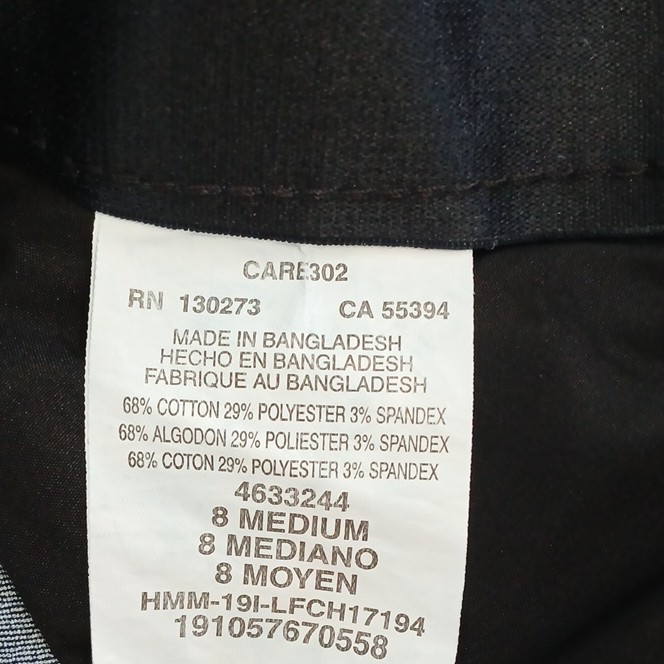 CARE302
RN 130273 CA 55394
MADE IN BANGLADESH
HECHO EN BANGLADESH
FABRIQUE AU BANGLADESH
68% COTTON 29% POLYESTER 3% SPANDEX
68% ALGODON 29% POLIESTER 3% SPANDEX
68% COTON 29% POLYESTER 3% SPANDEX
4633244
8 MEDIUM
8 MEDIANO
8 MOYEN
HMM-19I-LFCH17194
191057670558